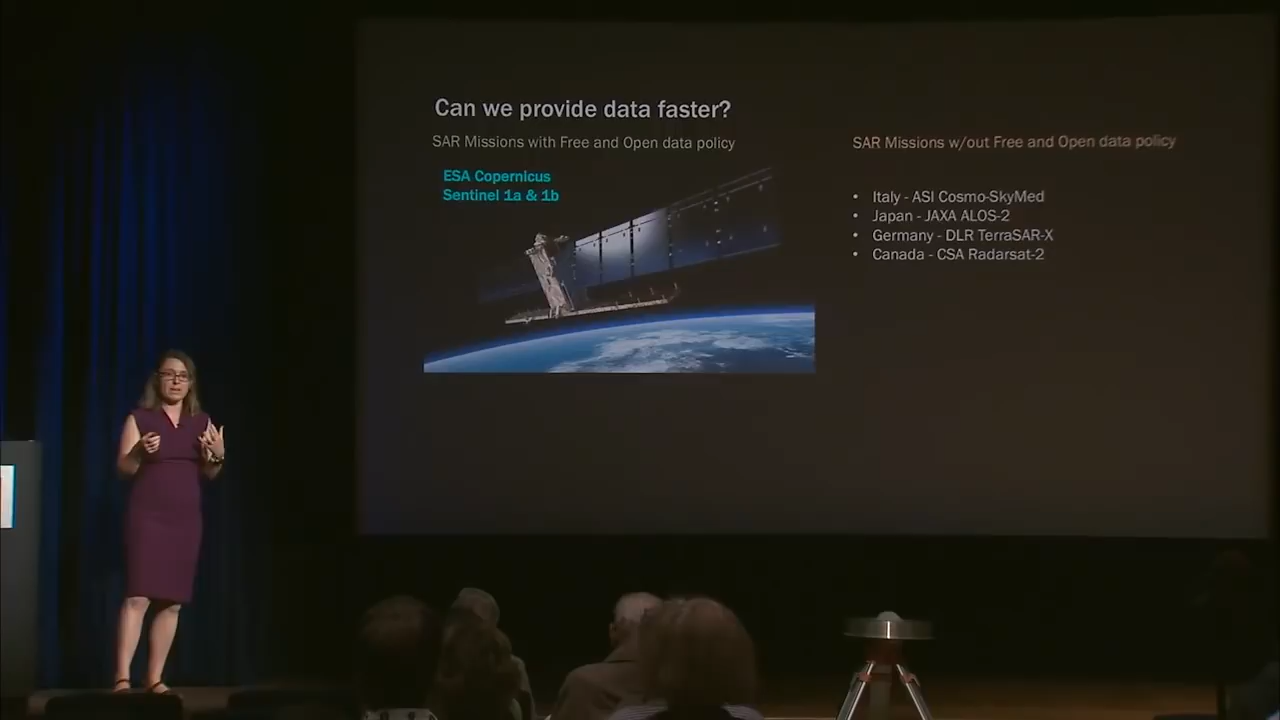 Can we provide data faster?
SAR Missions with Free and Open data policy
ESA Copernicus
Sentinel 1a & 1b
SAR Missions w/out Free and Open data policy
• Italy - ASI Cosmo-SkyMed
• Japan - JAXA ALOS-2
• Germany - DLR TerraSAR-X
• Canada - CSA Radarsat-2